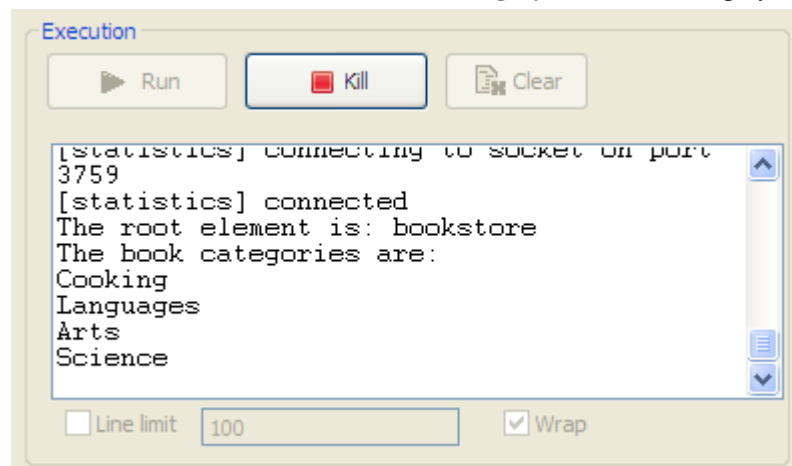 Execution
Run Kill Clear
[statistics] connecting to socket on port
3759
[statistics] connected
The root element is: bookstore
The book categories are:
Cooking
Languages
Arts
Science
Line limit 100 Wrap